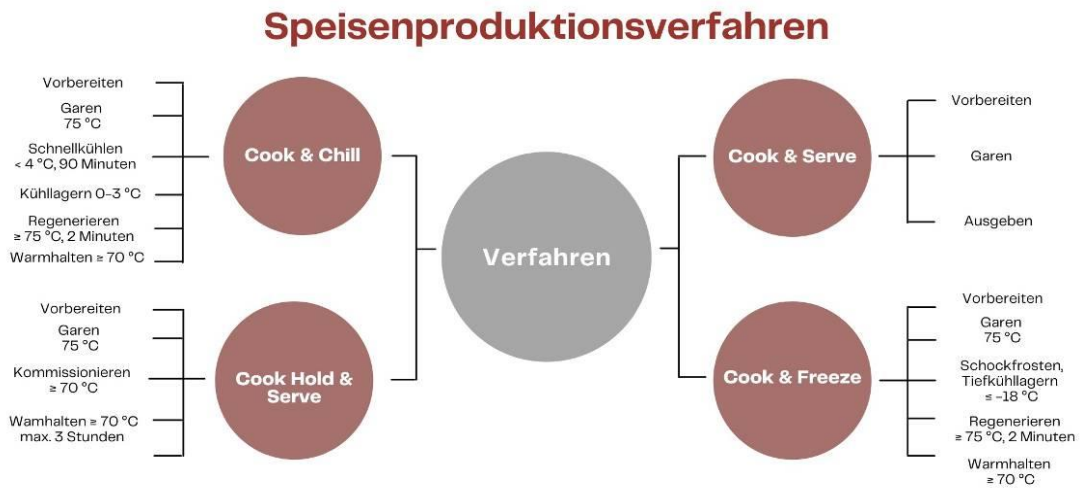 Speisenproduktionsverfahren
Vorbereiten
Garen
75 °C
Schnellkühlen
< 4 °C, 90 Minuten
Kühllagern 0–3 °C
Regenerieren
≥ 75 °C, 2 Minuten
Warmhalten ≥ 70 °C
Cook & Chill
Vorbereiten
Garen
75 °C
Kommissionieren
≥ 70 °C
Wamhalten ≥ 70 °C
max. 3 Stunden
Cook Hold &
Serve
Verfahren
Cook & Serve
Vorbereiten
Garen
Ausgeben
Cook & Freeze
Vorbereiten
Garen
75 °C
Schockfrosten,
Tiefkühllagern
≤ -18 °C
Regenerieren
≥ 75 °C, 2 Minuten
Warmhalten
≥ 70 °C